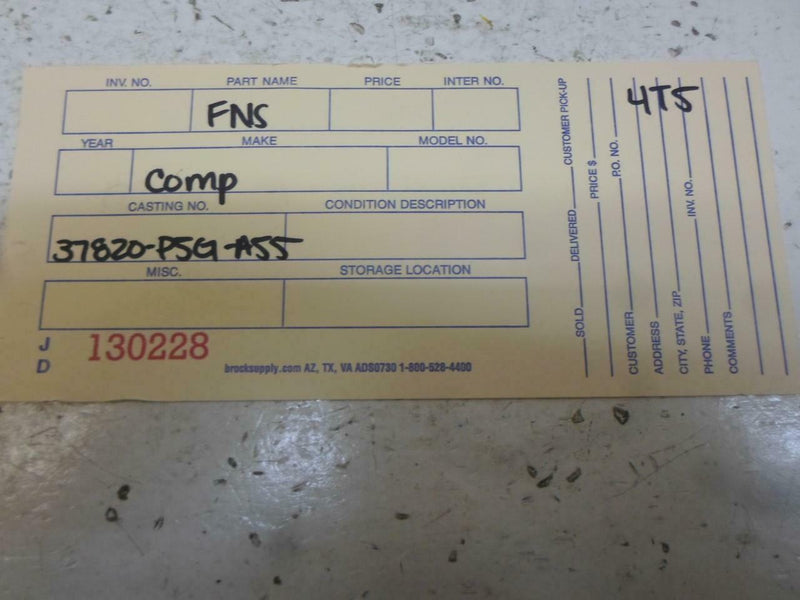 INV. NO. PART NAME PRICE INTER NO.
FNS
YEAR MAKE MODEL NO.
Comp
CASTING NO. CONDITION DESCRIPTION
37820-P5G-A55
MISC. STORAGE LOCATION
J
D
130228
brocksupply.com AZ, TX, VA ADS0730 1-800-528-4400
SOLD DELIVERED CUSTOMER PICK-UP
PRICE $
P.O. NO.
CUSTOMER
ADDRESS
CITY, STATE, ZIP INV. NO.
PHONE
COMMENTS
4T5